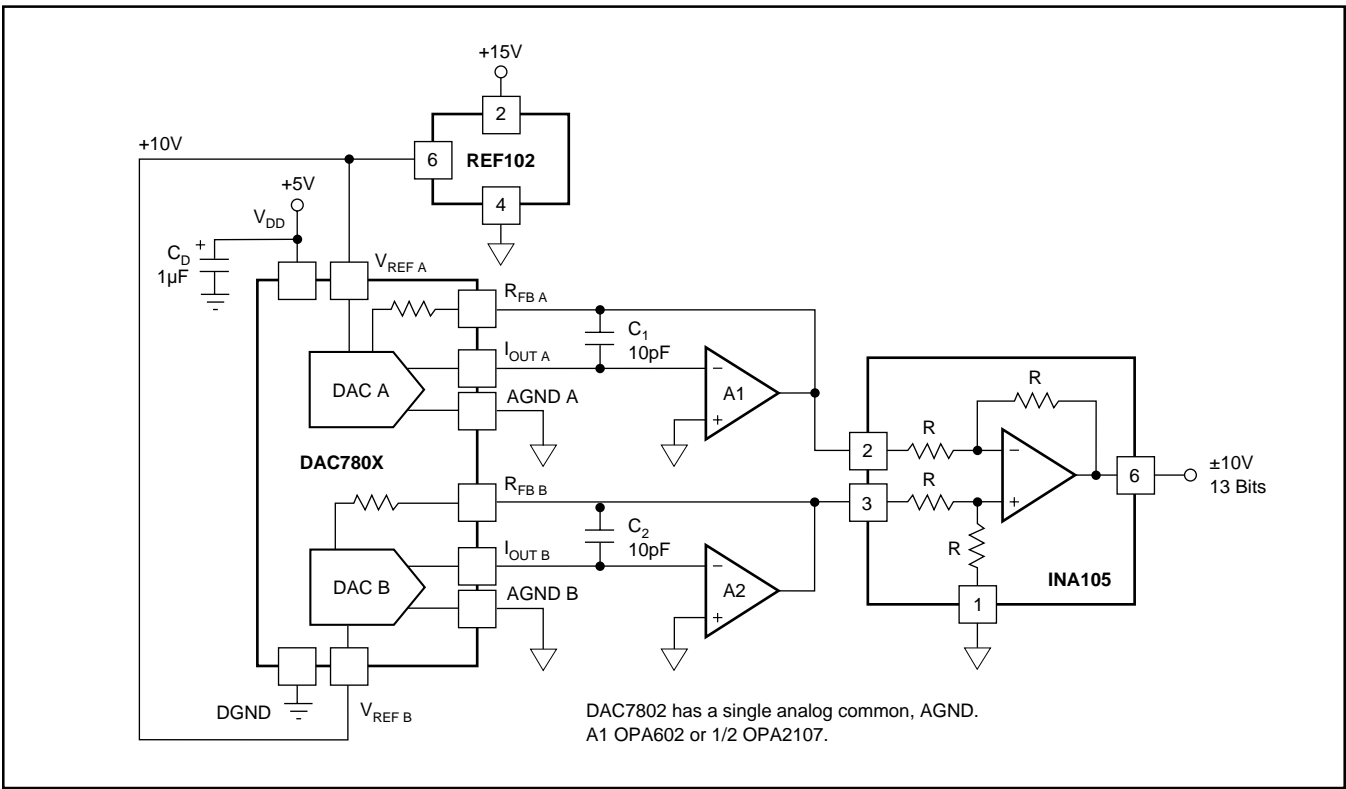 +15V
2
+10V
6
REF102
+5V
4
V_DD
C_D
+
1µF
V_REF A
R_FB A
C_1
10pF
I_OUT A
DAC A
AGND A
−
A1
+
R
2
R
−
DAC780X
6
±10V
13 Bits
R_FB B
3
R
+
C_2
10pF
R
I_OUT B
DAC B
AGND B
−
A2
+
INA105
1
DGND
V_REF B
DAC7802 has a single analog common, AGND.
A1 OPA602 or 1/2 OPA2107.